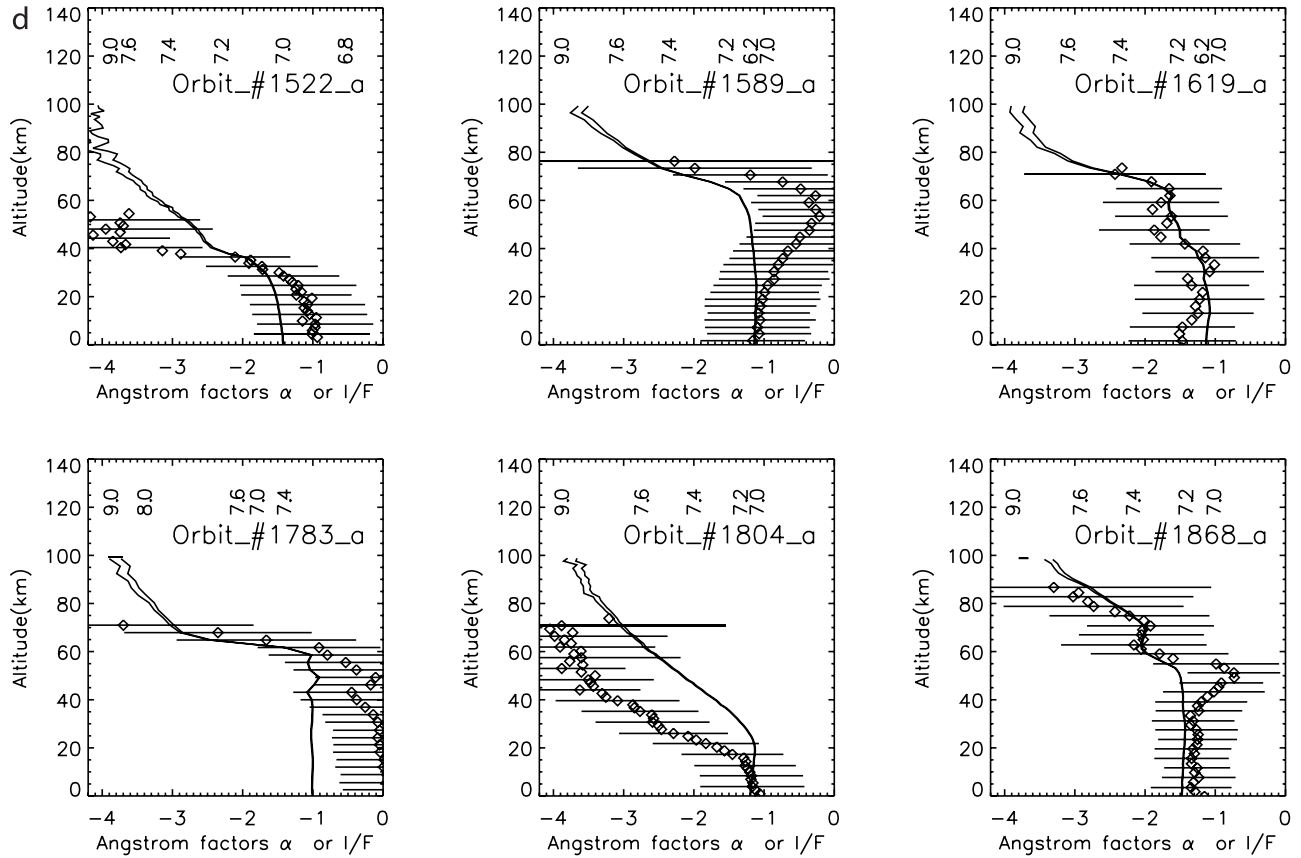 d
140
120
100
80
60
40
20
0
Altitude(km)
9.0 7.6 7.4 7.2 7.0 6.8
Orbit_#1522_a
−4 −3 −2 −1 0
Angstrom factors α or I/F
140
120
100
80
60
40
20
0
Altitude(km)
9.0 7.6 7.4 7.2 6.2 7.0
Orbit_#1589_a
−4 −3 −2 −1 0
Angstrom factors α or I/F
140
120
100
80
60
40
20
0
Altitude(km)
9.0 7.6 7.4 7.2 6.2 7.0
Orbit_#1619_a
−4 −3 −2 −1 0
Angstrom factors α or I/F
140
120
100
80
60
40
20
0
Altitude(km)
9.0 8.0 7.6 7.0 7.4
Orbit_#1783_a
−4 −3 −2 −1 0
Angstrom factors α or I/F
140
120
100
80
60
40
20
0
Altitude(km)
9.0 7.6 7.4 7.2 7.0
Orbit_#1804_a
−4 −3 −2 −1 0
Angstrom factors α or I/F
140
120
100
80
60
40
20
0
Altitude(km)
9.0 7.6 7.4 7.2 7.0
Orbit_#1868_a
−4 −3 −2 −1 0
Angstrom factors α or I/F